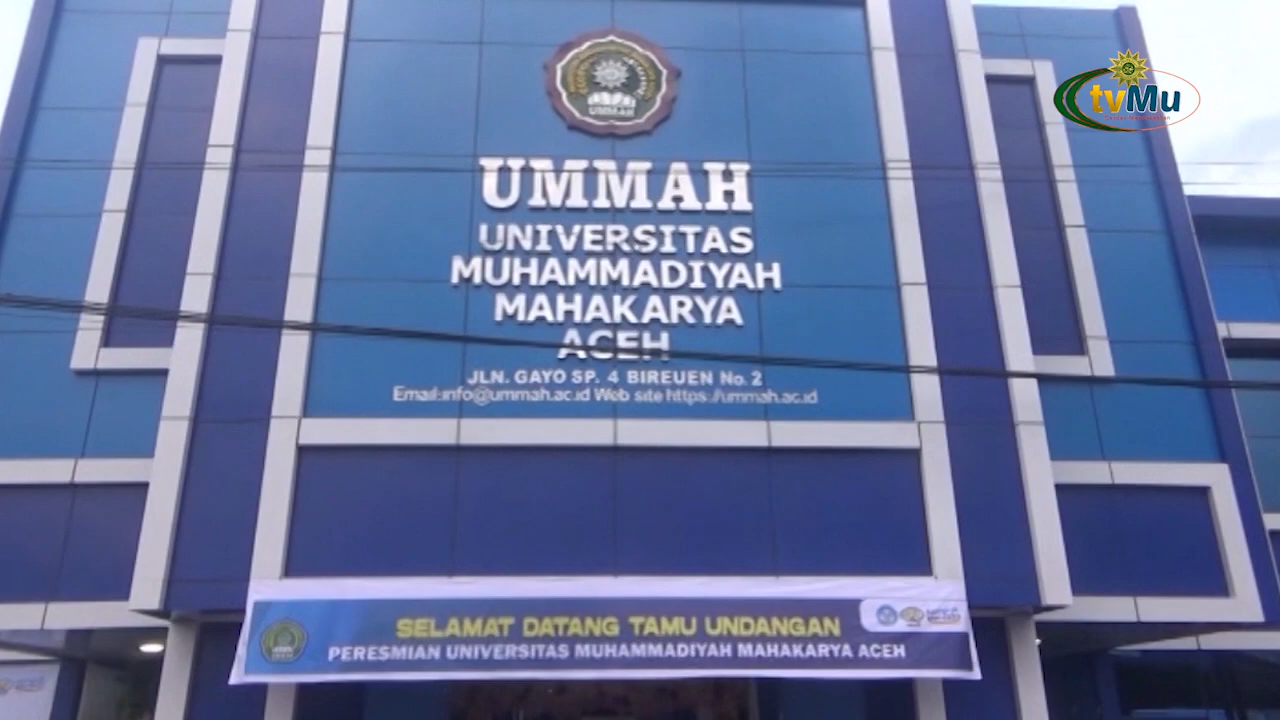 tvMu
UMMAH
UMMAH
UNIVERSITAS
MUHAMMADIYAH
MAHAKARYA
ACEH
JLN. GAYO SP. 4 BIREUEN No. 2
Email:info@ummah.ac.id Web site https://ummah.ac.id
SELAMAT DATANG TAMU UNDANGAN
PERESMIAN UNIVERSITAS MUHAMMADIYAH MAHAKARYA ACEH